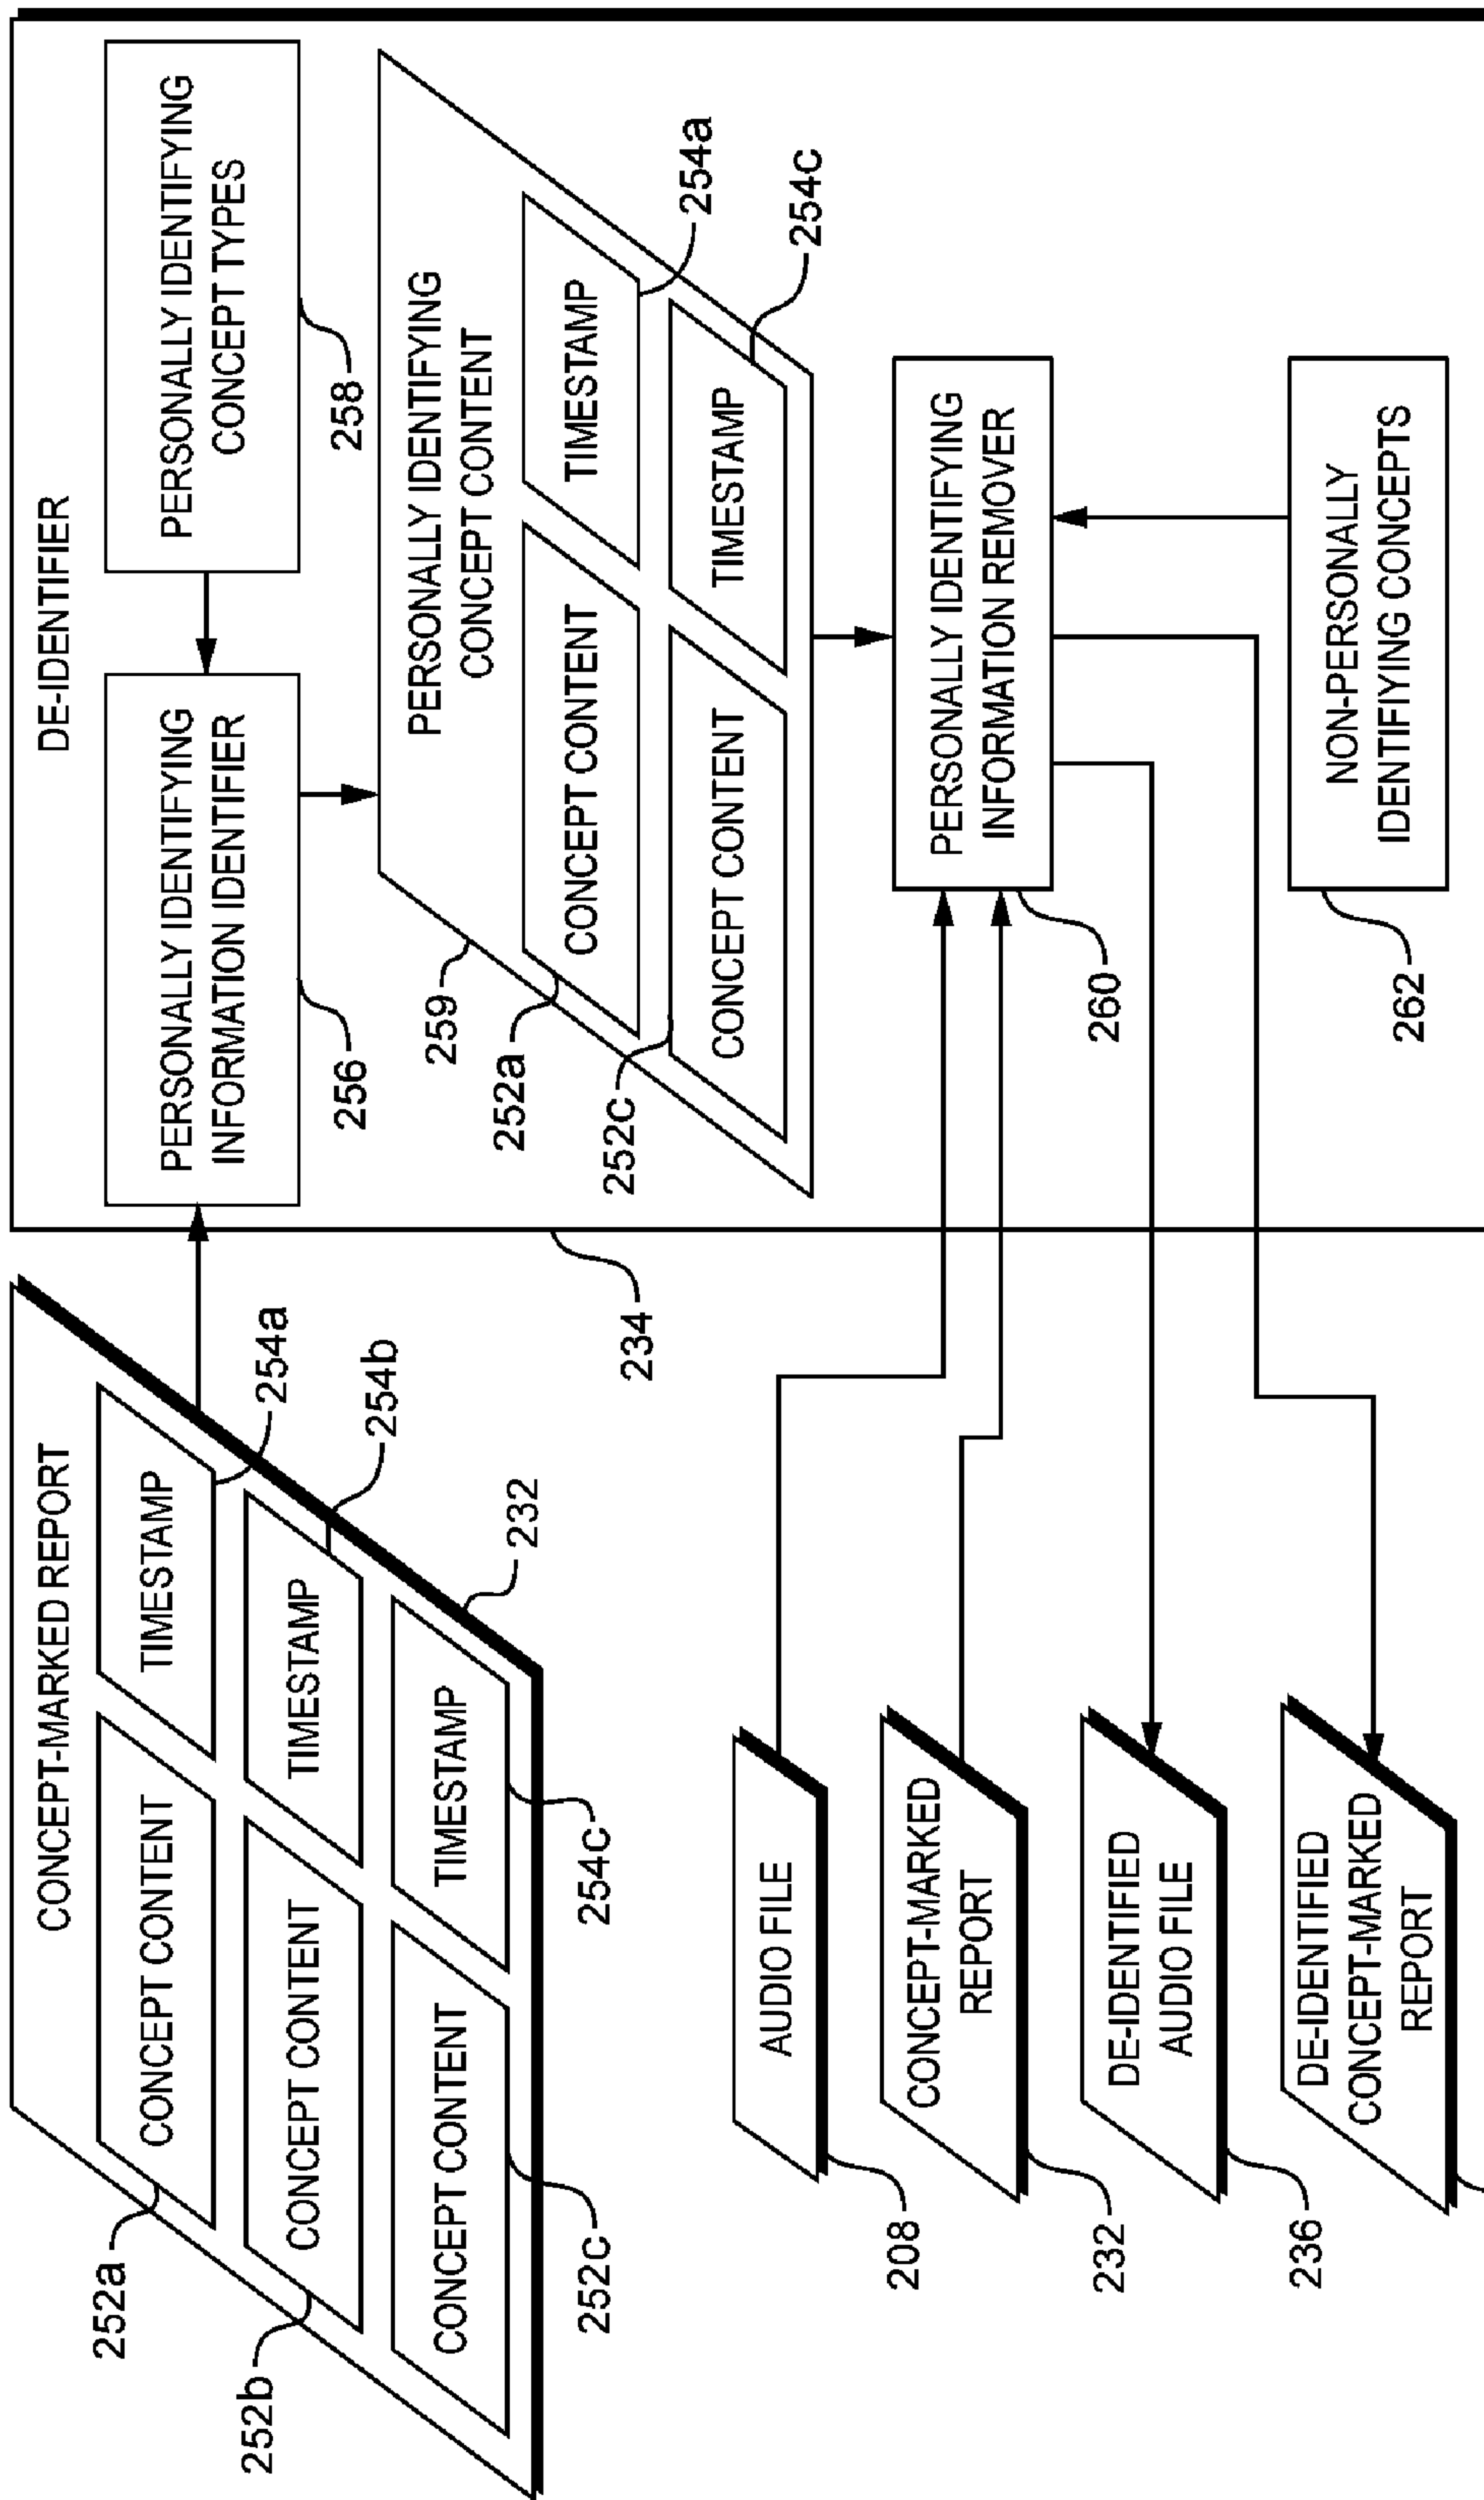 CONCEPT-MARKED REPORT
252a
CONCEPT CONTENT
TIMESTAMP
254a
252b
CONCEPT CONTENT
TIMESTAMP
254b
CONCEPT CONTENT
TIMESTAMP
252c
254c
232
234
DE-IDENTIFIER
PERSONALLY IDENTIFYING
INFORMATION IDENTIFIER
256
PERSONALLY IDENTIFYING
CONCEPT TYPES
258
PERSONALLY IDENTIFYING
CONCEPT CONTENT
259
252a
CONCEPT CONTENT
TIMESTAMP
254a
252c
CONCEPT CONTENT
TIMESTAMP
254c
AUDIO FILE
208
CONCEPT-MARKED
REPORT
232
DE-IDENTIFIED
AUDIO FILE
236
DE-IDENTIFIED
CONCEPT-MARKED
REPORT
PERSONALLY IDENTIFYING
INFORMATION REMOVER
260
NON-PERSONALLY
IDENTIFIYING CONCEPTS
262